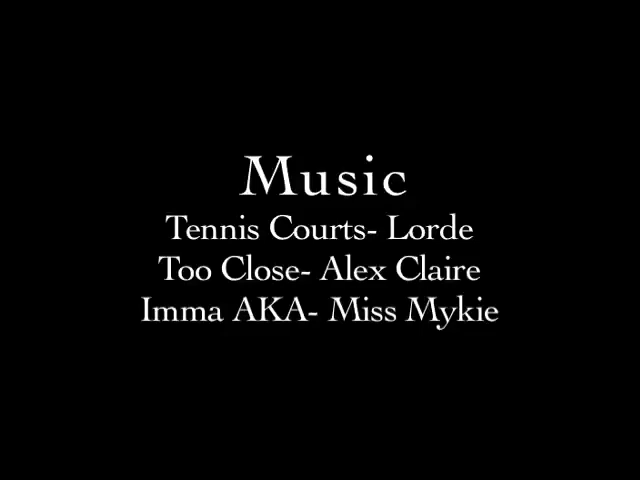 Music
Tennis Courts- Lorde
Too Close- Alex Claire
Imma AKA- Miss Mykie